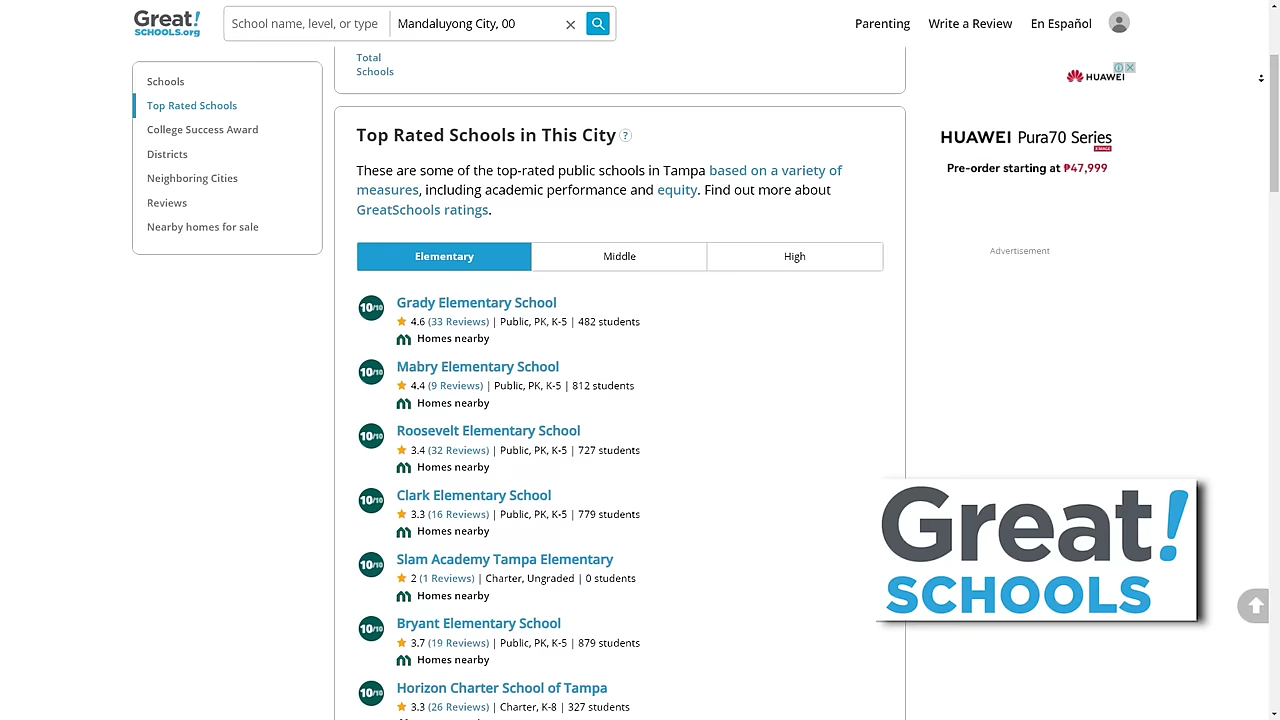 Great!
SCHOOLS.org
School name, level, or type
Mandaluyong City, 00
Parenting
Write a Review
En Español
Total
Schools
Schools
Top Rated Schools
College Success Award
Districts
Neighboring Cities
Reviews
Nearby homes for sale
Top Rated Schools in This City ?
These are some of the top-rated public schools in Tampa based on a variety of
measures, including academic performance and equity. Find out more about
GreatSchools ratings.
Elementary
Middle
High
10/10
Grady Elementary School
4.6 (33 Reviews) | Public, PK, K-5 | 482 students
Homes nearby
10/10
Mabry Elementary School
4.4 (9 Reviews) | Public, PK, K-5 | 812 students
Homes nearby
10/10
Roosevelt Elementary School
3.4 (32 Reviews) | Public, PK, K-5 | 727 students
Homes nearby
10/10
Clark Elementary School
3.3 (16 Reviews) | Public, PK, K-5 | 779 students
Homes nearby
10/10
Slam Academy Tampa Elementary
2 (1 Reviews) | Charter, Ungraded | 0 students
Homes nearby
10/10
Bryant Elementary School
3.7 (19 Reviews) | Public, PK, K-5 | 879 students
Homes nearby
10/10
Horizon Charter School of Tampa
3.3 (26 Reviews) | Charter, K-8 | 327 students
HUAWEI
HUAWEI Pura70 Series
Pre-order starting at ₱47,999
Advertisement
Great!
SCHOOLS